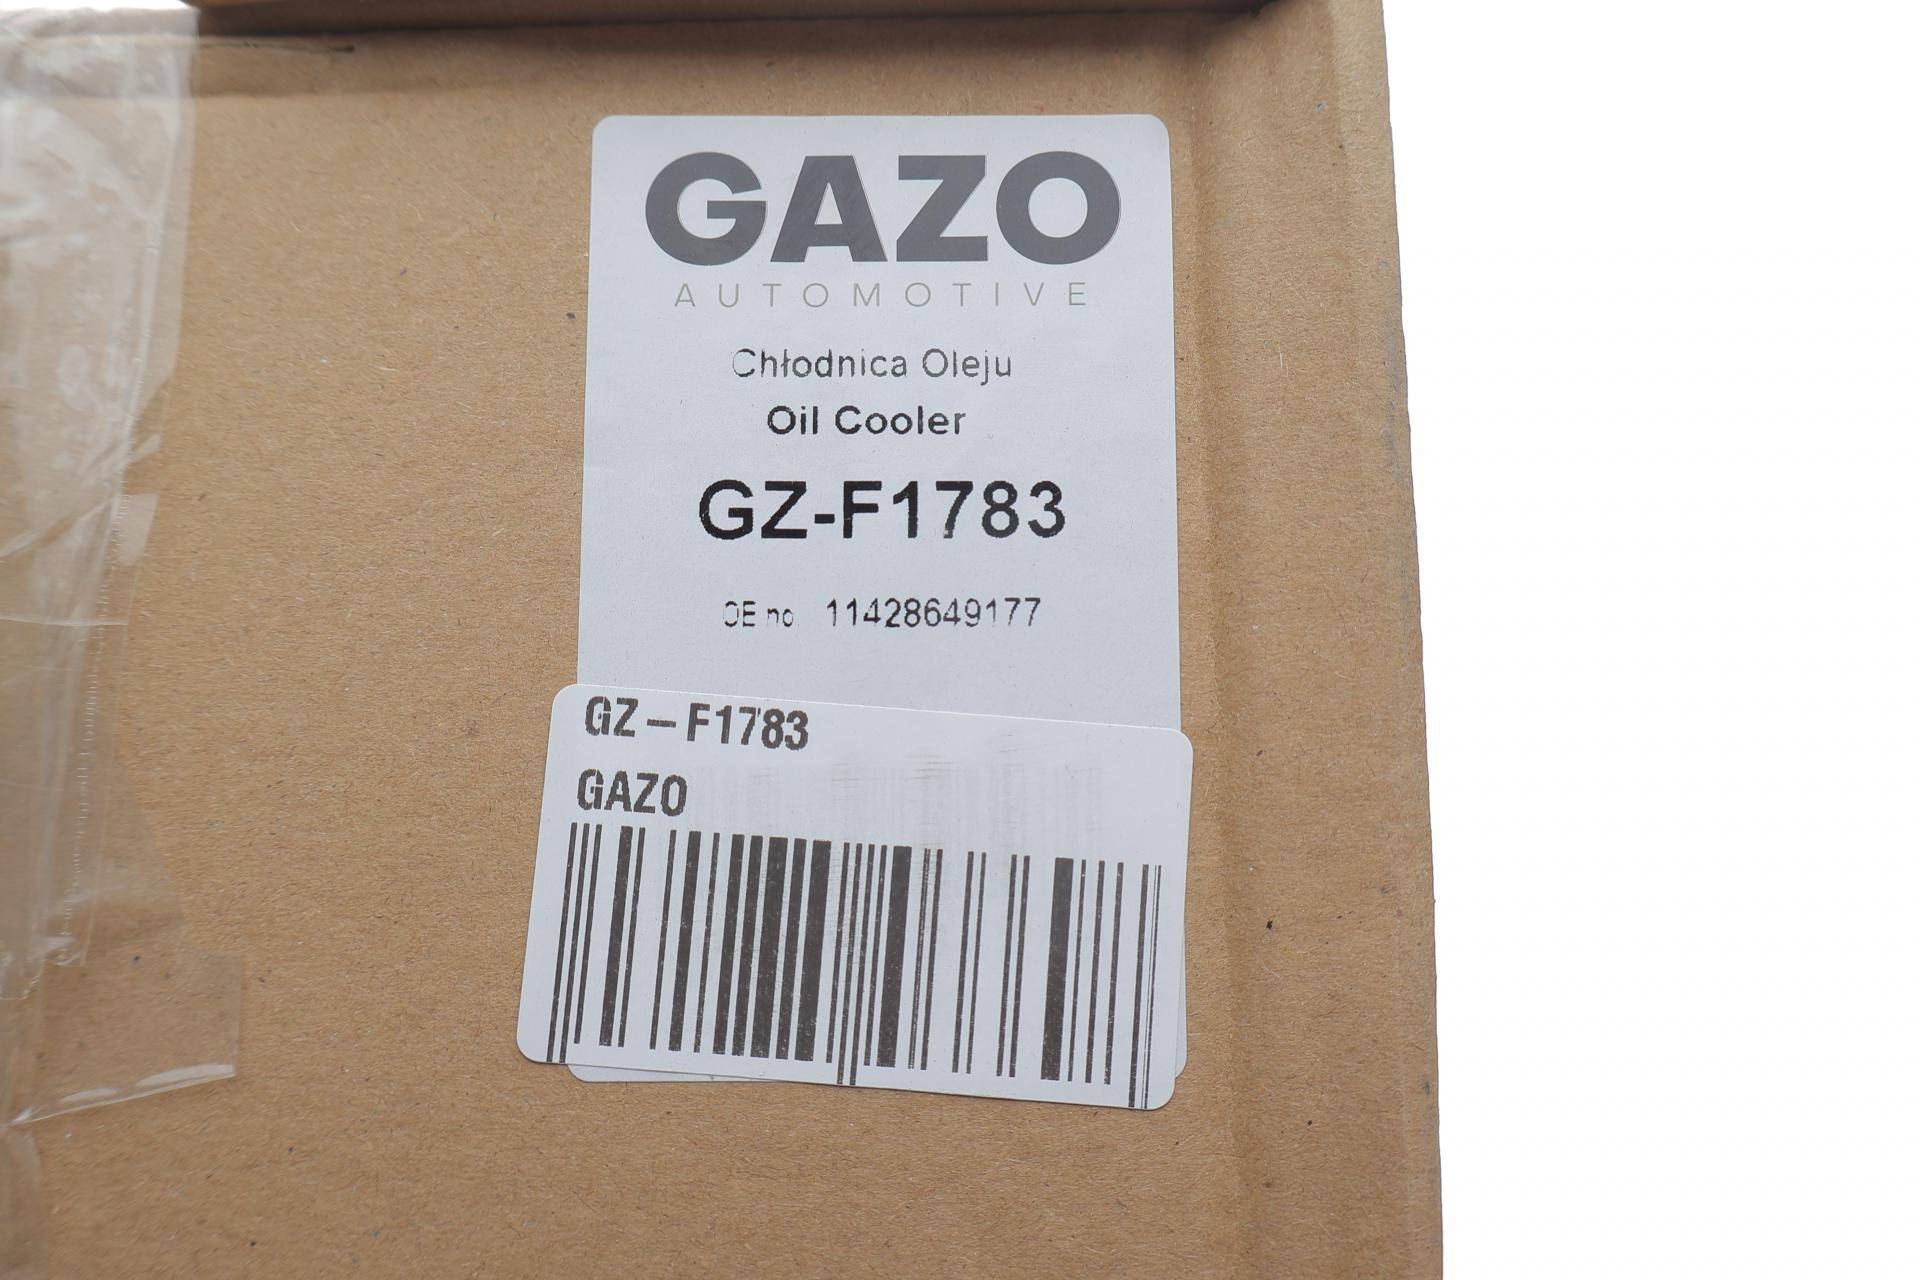 GAZO
AUTOMOTIVE
Chłodnica Oleju
Oil Cooler
GZ-F1783
OE no. 11428649177
GZ-F1783
GAZO